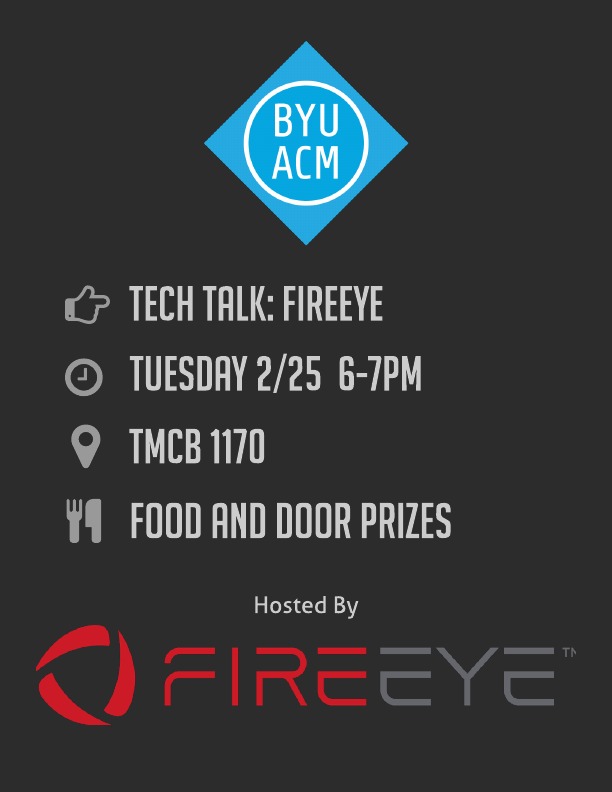 BYU
ACM
TECH TALK: FIREEYE
TUESDAY 2/25 6-7PM
TMCB 1170
FOOD AND DOOR PRIZES
Hosted By
FIREEYE™